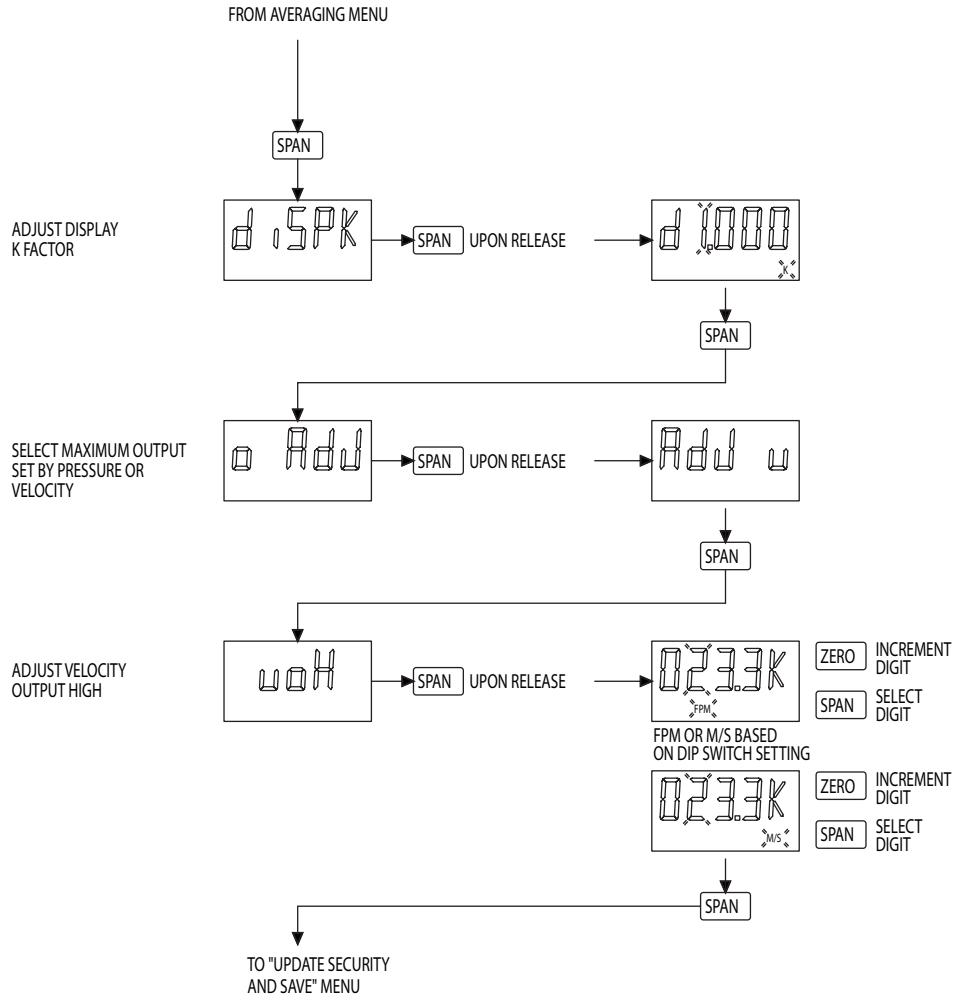 FROM AVERAGING MENU
SPAN
ADJUST DISPLAY
K FACTOR
diSPK
SPAN UPON RELEASE
d1.000
K
SPAN
SELECT MAXIMUM OUTPUT
SET BY PRESSURE OR
VELOCITY
o AdJ
SPAN UPON RELEASE
AdJ u
SPAN
ADJUST VELOCITY
OUTPUT HIGH
uoH
SPAN UPON RELEASE
023.3K
FPM
ZERO INCREMENT
DIGIT
SPAN SELECT
DIGIT
FPM OR M/S BASED
ON DIP SWITCH SETTING
023.3K
M/S
ZERO INCREMENT
DIGIT
SPAN SELECT
DIGIT
SPAN
TO "UPDATE SECURITY
AND SAVE" MENU